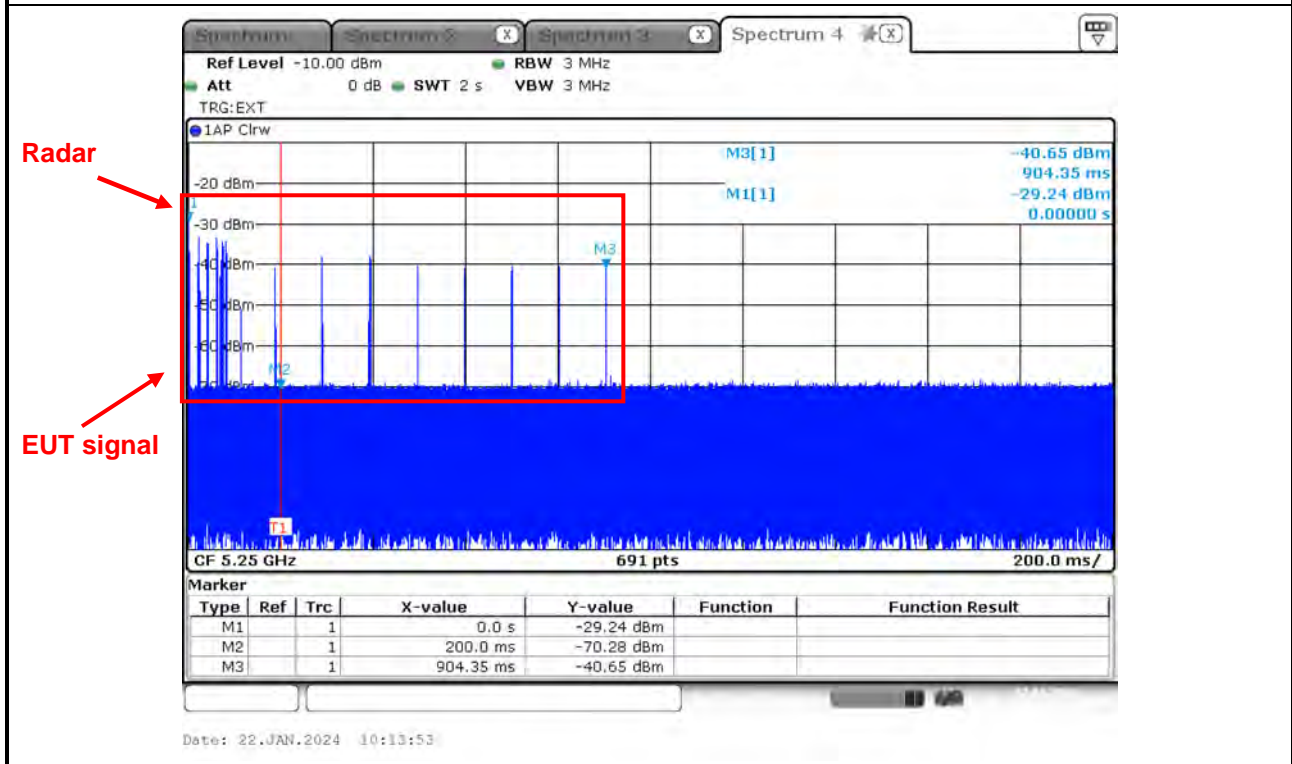 Spectrum Spectrum 2 X Spectrum 3 X Spectrum 4 X
Ref Level -10.00 dBm RBW 3 MHz
Att 0 dB SWT 2 s VBW 3 MHz
TRG:EXT
1AP Clrw
Radar
M3[1] -40.65 dBm
904.35 ms
-20 dBm
M1[1] -29.24 dBm
0.00000 s
-30 dBm
M3
-40 dBm
-50 dBm
-60 dBm
M2
EUT signal
T1
CF 5.25 GHz 691 pts 200.0 ms/
Marker
Type Ref Trc X-value Y-value Function Function Result
M1 1 0.0 s -29.24 dBm
M2 1 200.0 ms -70.28 dBm
M3 1 904.35 ms -40.65 dBm
Date: 22.JAN.2024 10:13:53